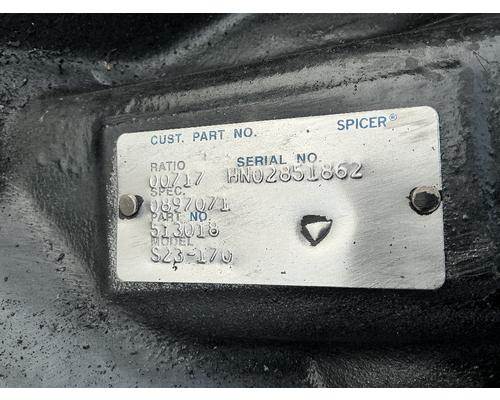 CUST. PART NO. SPICER®
RATIO SERIAL NO.
00717 HN02851862
SPEC.
0897071
PART NO.
513018
MODEL
S23-170